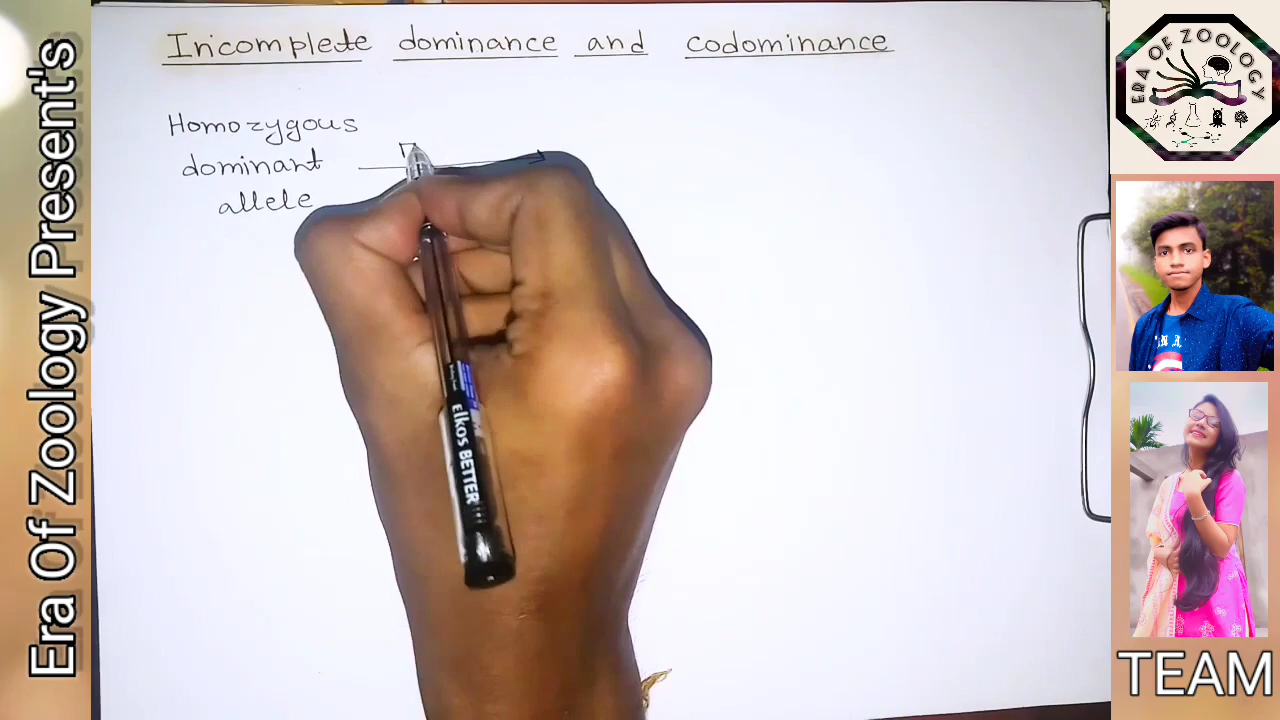 Era Of Zoology Present's
Incomplete dominance and codominance
Homozygous
dominant
allele
Elkos BETTER
ERA OF ZOOLOGY
TEAM